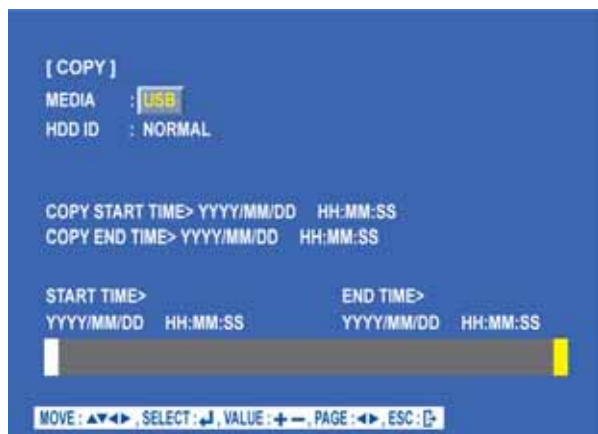 [ COPY ]
MEDIA : USB
HDD ID : NORMAL
COPY START TIME> YYYY/MM/DD HH:MM:SS
COPY END TIME> YYYY/MM/DD HH:MM:SS
START TIME> END TIME>
YYYY/MM/DD HH:MM:SS YYYY/MM/DD HH:MM:SS
MOVE : ▲▼◀▶ , SELECT : ↲ , VALUE : + − , PAGE : ◀▶ , ESC :